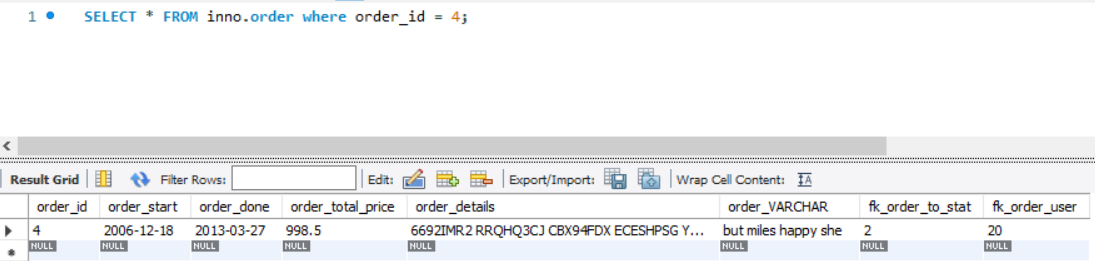 1 SELECT * FROM inno.order where order_id = 4;
Result Grid Filter Rows: Edit: Export/Import: Wrap Cell Content: IA
order_id order_start order_done order_total_price order_details order_VARCHAR fk_order_to_stat fk_order_user
4 2006-12-18 2013-03-27 998.5 6692IMR2 RRQHQ3CJ CBX94FDX ECESHPSG Y... but miles happy she 2 20
NULL NULL NULL NULL NULL NULL NULL NULL